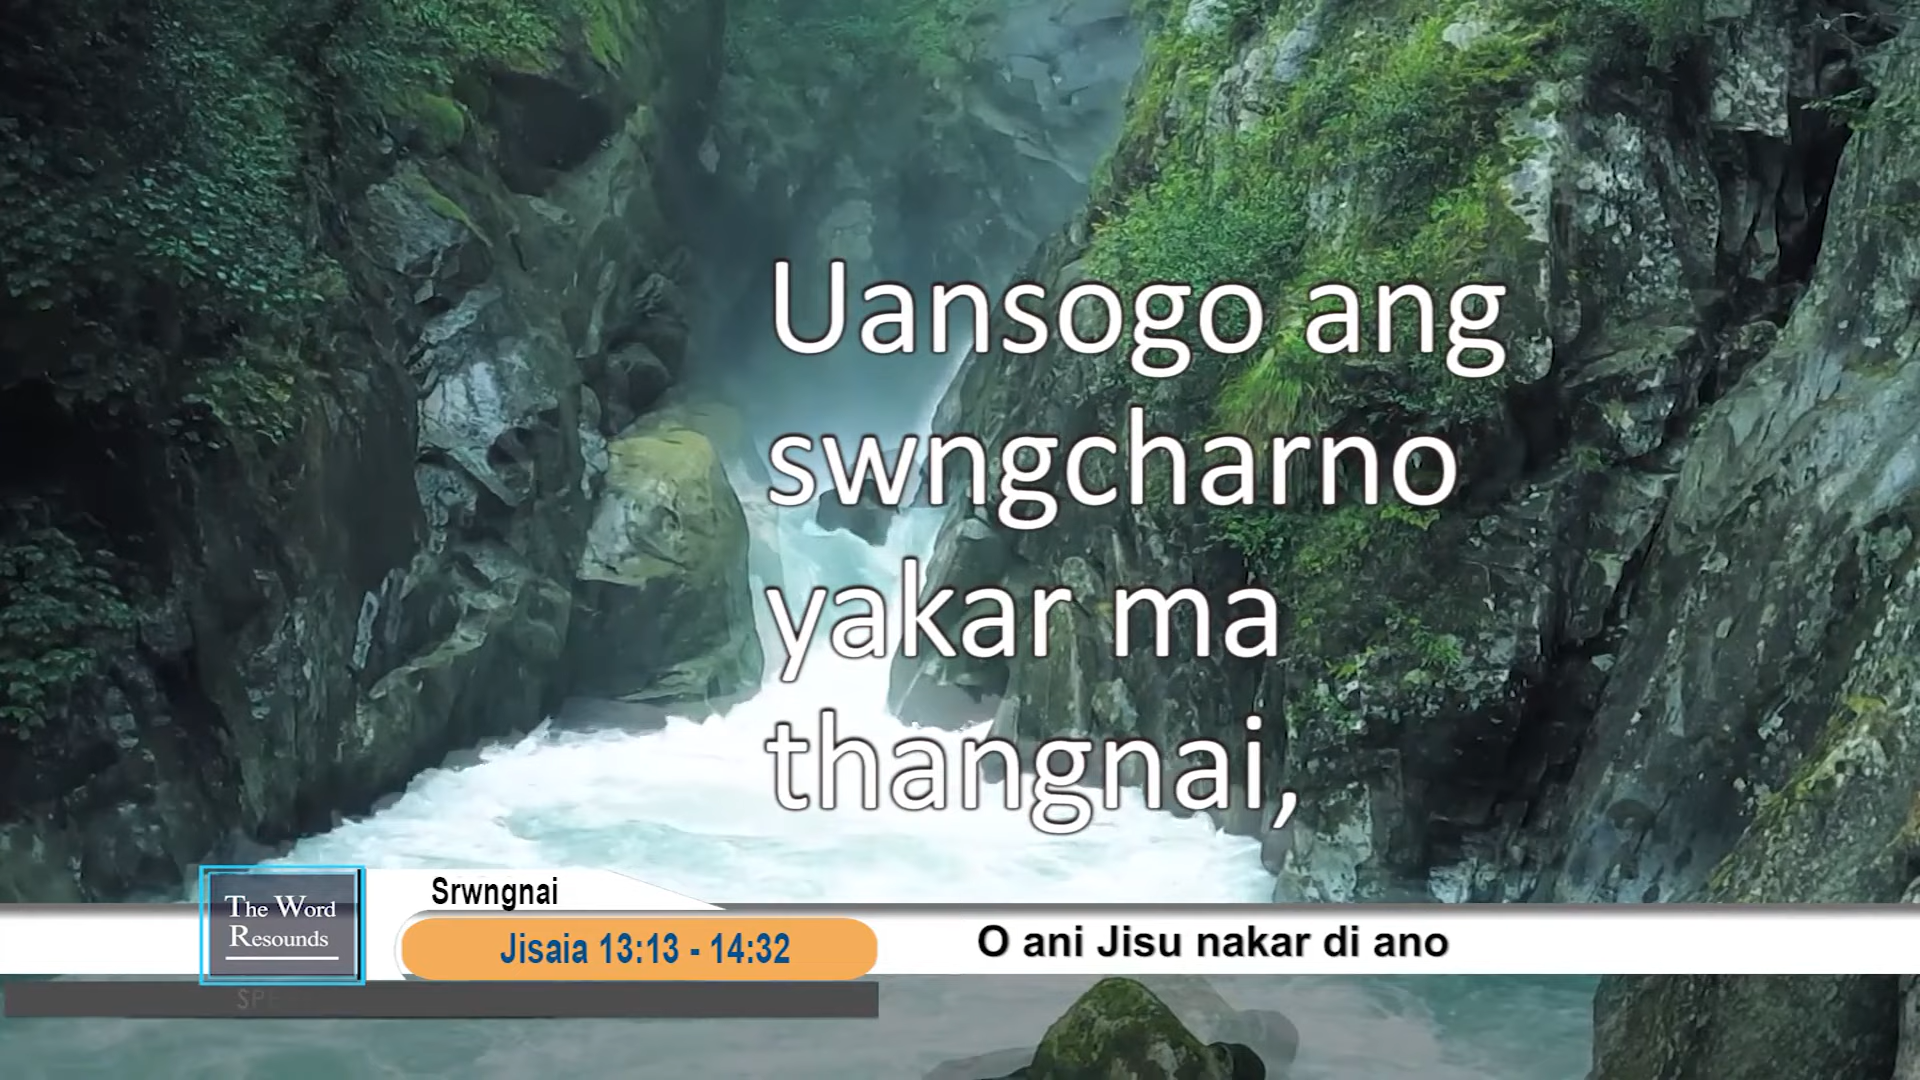 Uansogo ang
swngcharno
yakar ma
thangnai,
The Word
Resounds
Srwngnai
Jisaia 13:13 - 14:32
O ani Jisu nakar di ano